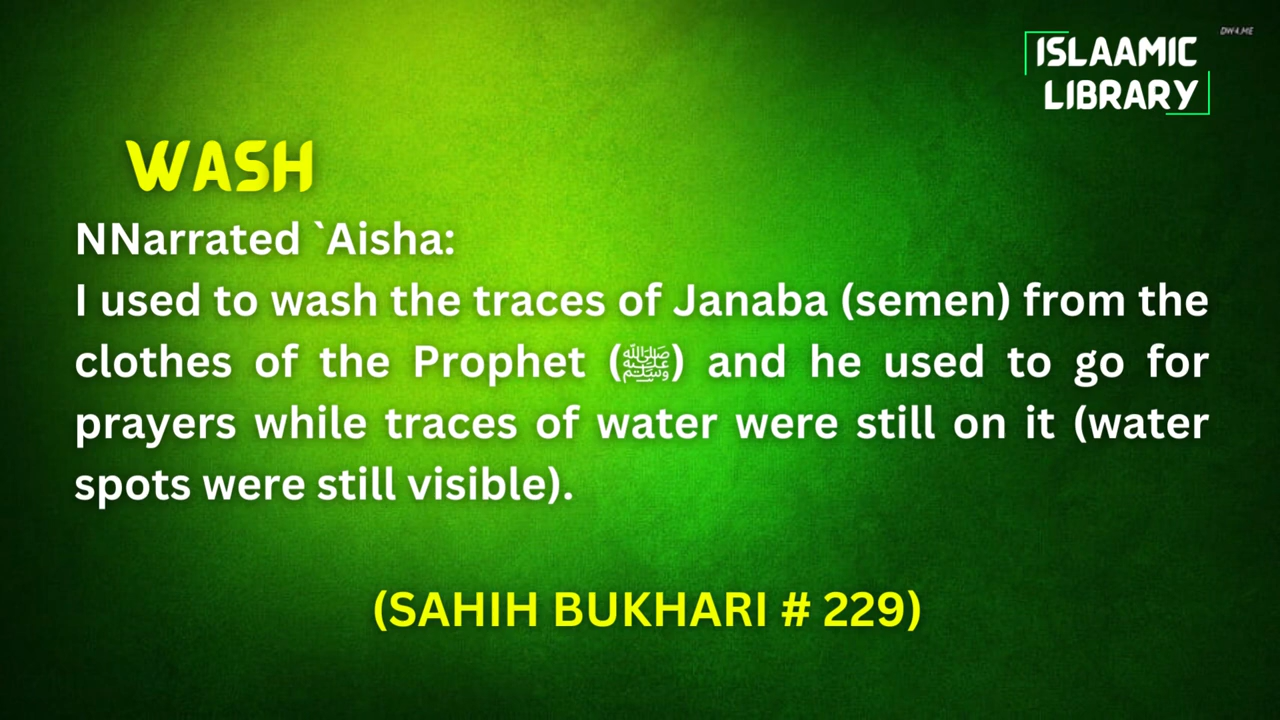 ISLAAMIC
LIBRARY
DW4.ME
WASH
NNarrated `Aisha:
I used to wash the traces of Janaba (semen) from the
clothes of the Prophet (ﷺ) and he used to go for
prayers while traces of water were still on it (water
spots were still visible).
(SAHIH BUKHARI # 229)